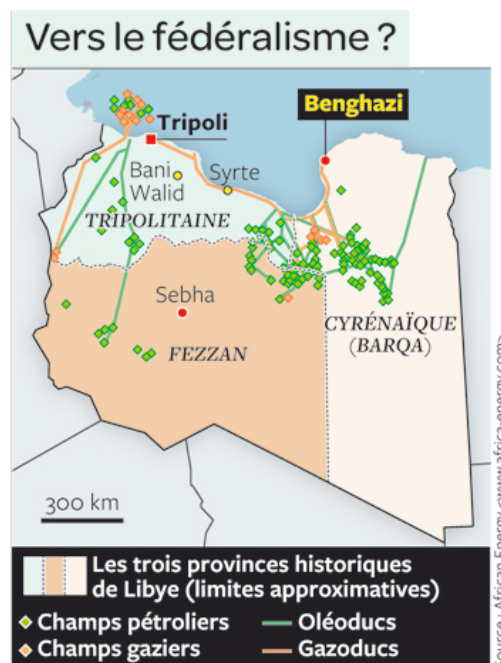 Vers le fédéralisme ?
Benghazi
Tripoli
Bani
Walid
Syrte
TRIPOLITAINE
Sebha
FEZZAN
CYRÉNAÏQUE
(BARQA)
300 km
Les trois provinces historiques
de Libye (limites approximatives)
Champs pétroliers
Oléoducs
Champs gaziers
Gazoducs
Source : African Energy <www.africa-energy.com>